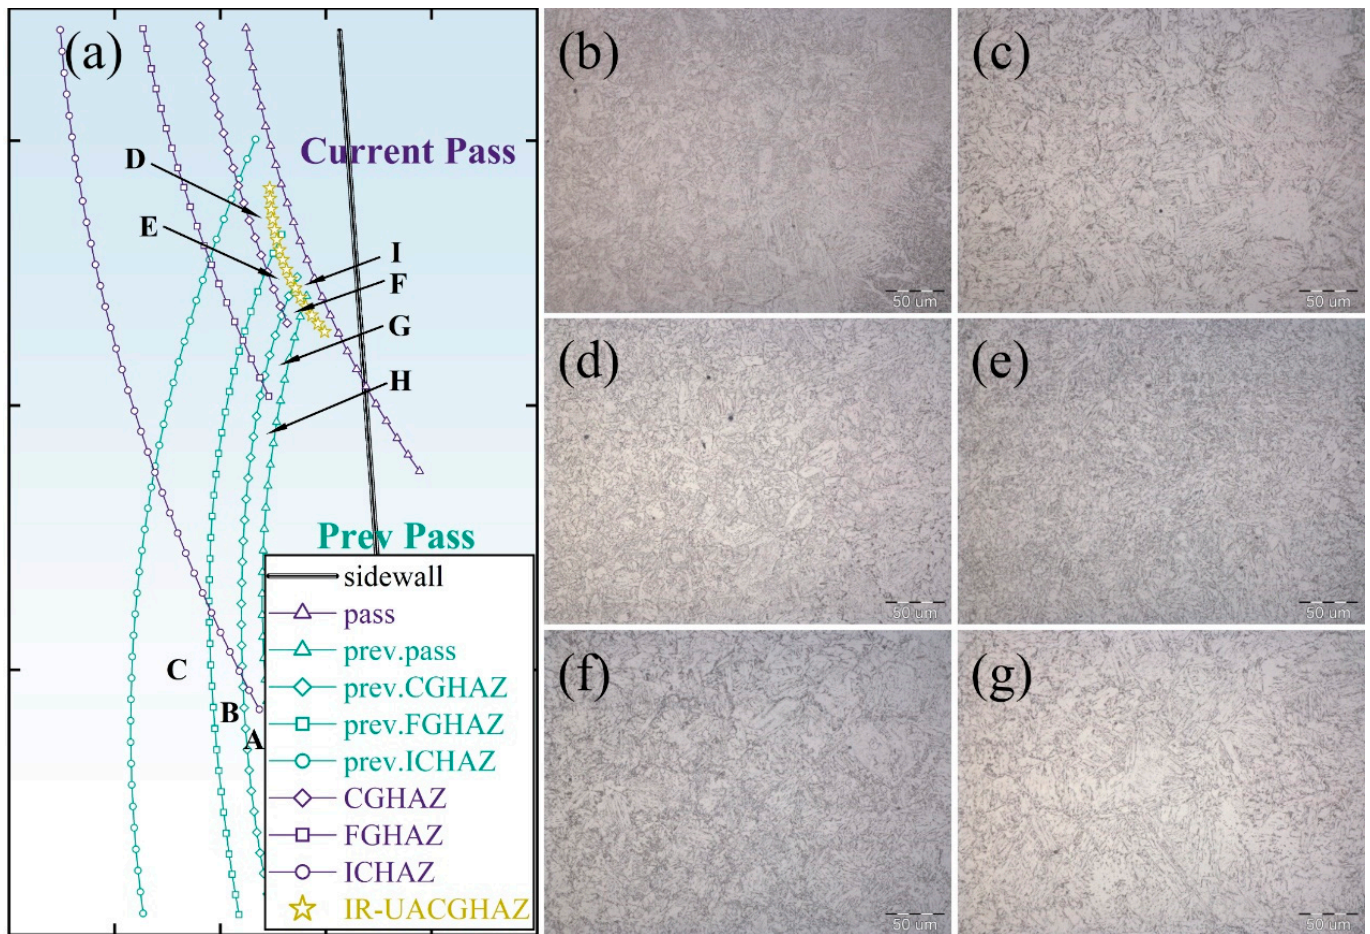 (a)
Current Pass
D
E
I
F
G
H
Prev Pass
sidewall
pass
prev.pass
prev.CGHAZ
prev.FGHAZ
prev.ICHAZ
CGHAZ
FGHAZ
ICHAZ
IR-UACGHAZ
C
B
A
(b)
50 um
(c)
50 um
(d)
50 um
(e)
50 um
(f)
50 um
(g)
50 um